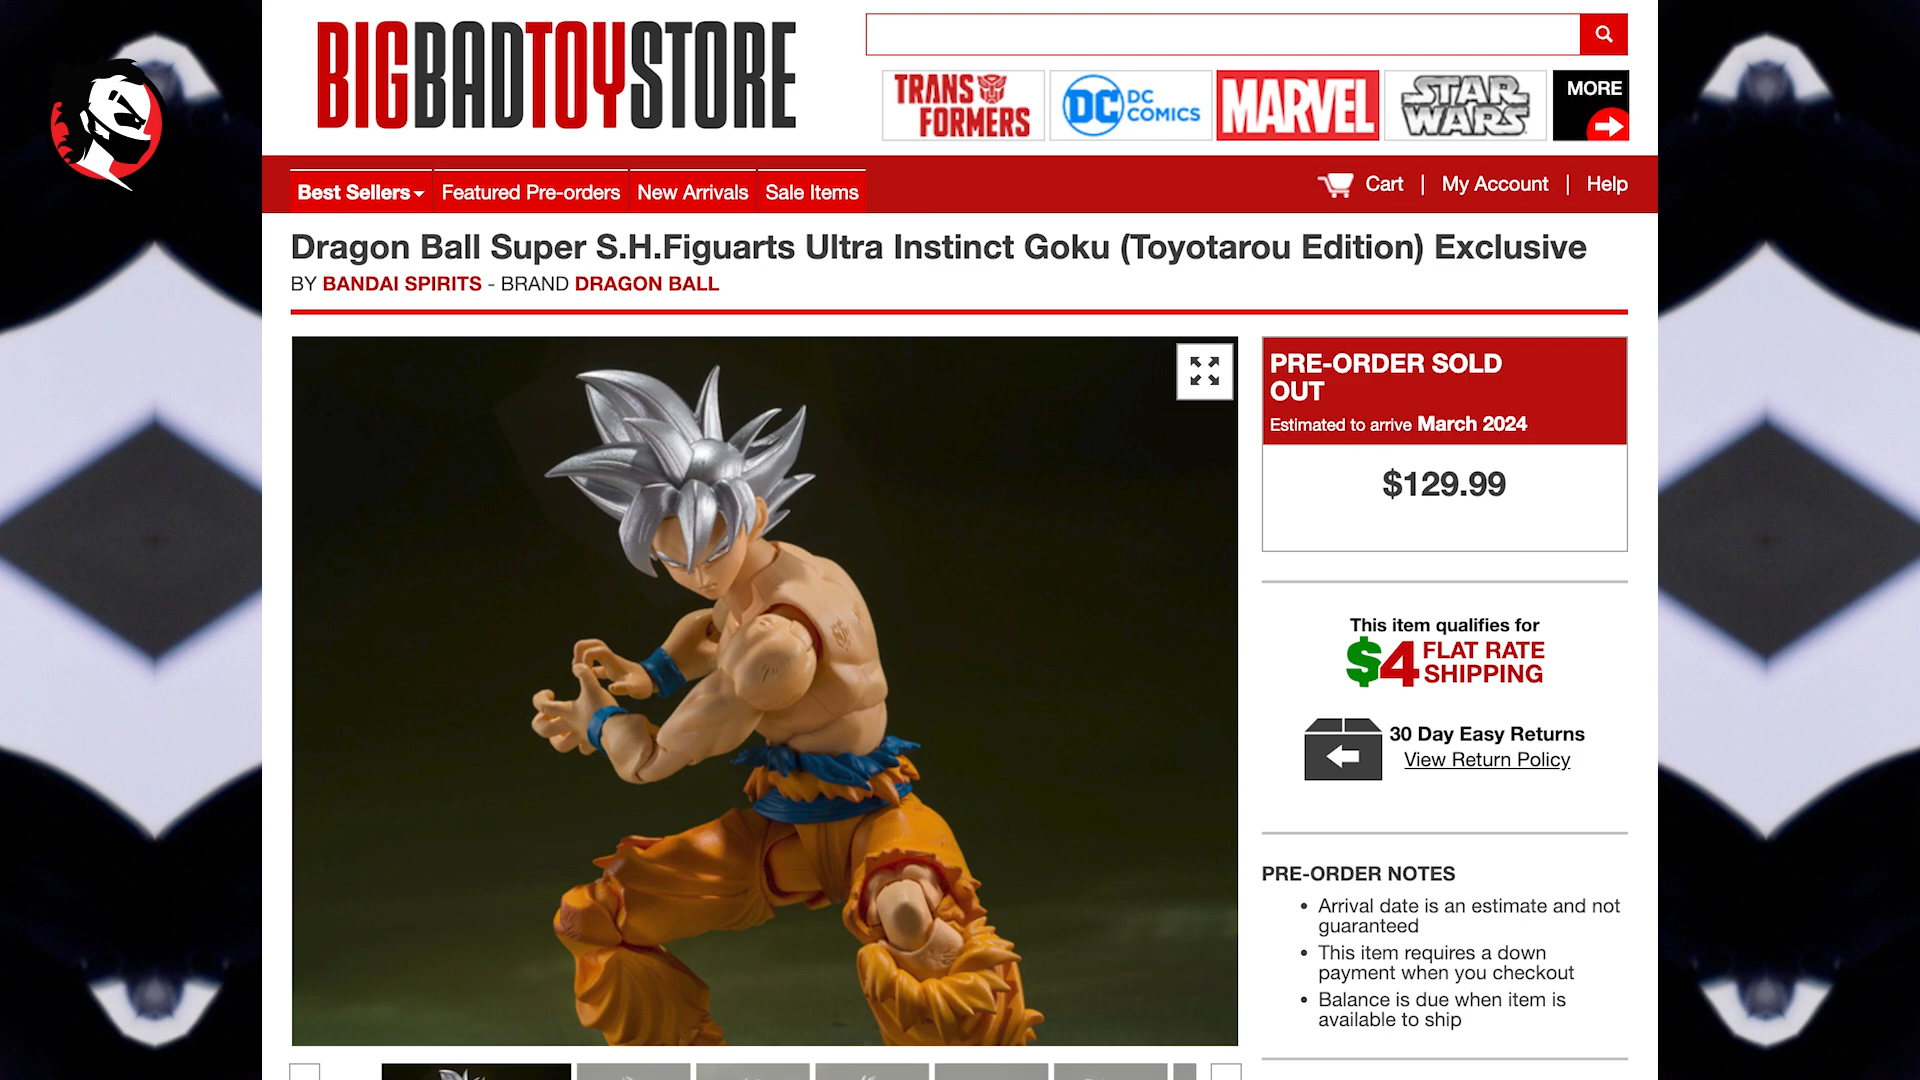 BIGBADTOYSTORE
TRANSFORMERS
DC DC COMICS
MARVEL
STAR WARS
MORE
Best Sellers
Featured Pre-orders
New Arrivals
Sale Items
Cart | My Account | Help
Dragon Ball Super S.H.Figuarts Ultra Instinct Goku (Toyotarou Edition) Exclusive
BY BANDAI SPIRITS - BRAND DRAGON BALL
PRE-ORDER SOLD
OUT
Estimated to arrive March 2024
$129.99
This item qualifies for
$4 FLAT RATE
SHIPPING
30 Day Easy Returns
View Return Policy
PRE-ORDER NOTES
• Arrival date is an estimate and not
guaranteed
• This item requires a down
payment when you checkout
• Balance is due when item is
available to ship